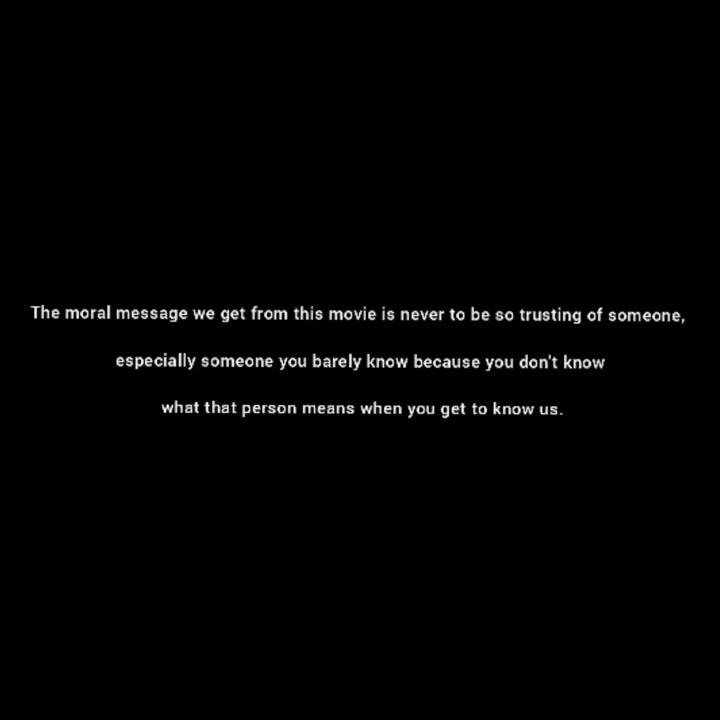 The moral message we get from this movie is never to be so trusting of someone,
especially someone you barely know because you don't know
what that person means when you get to know us.